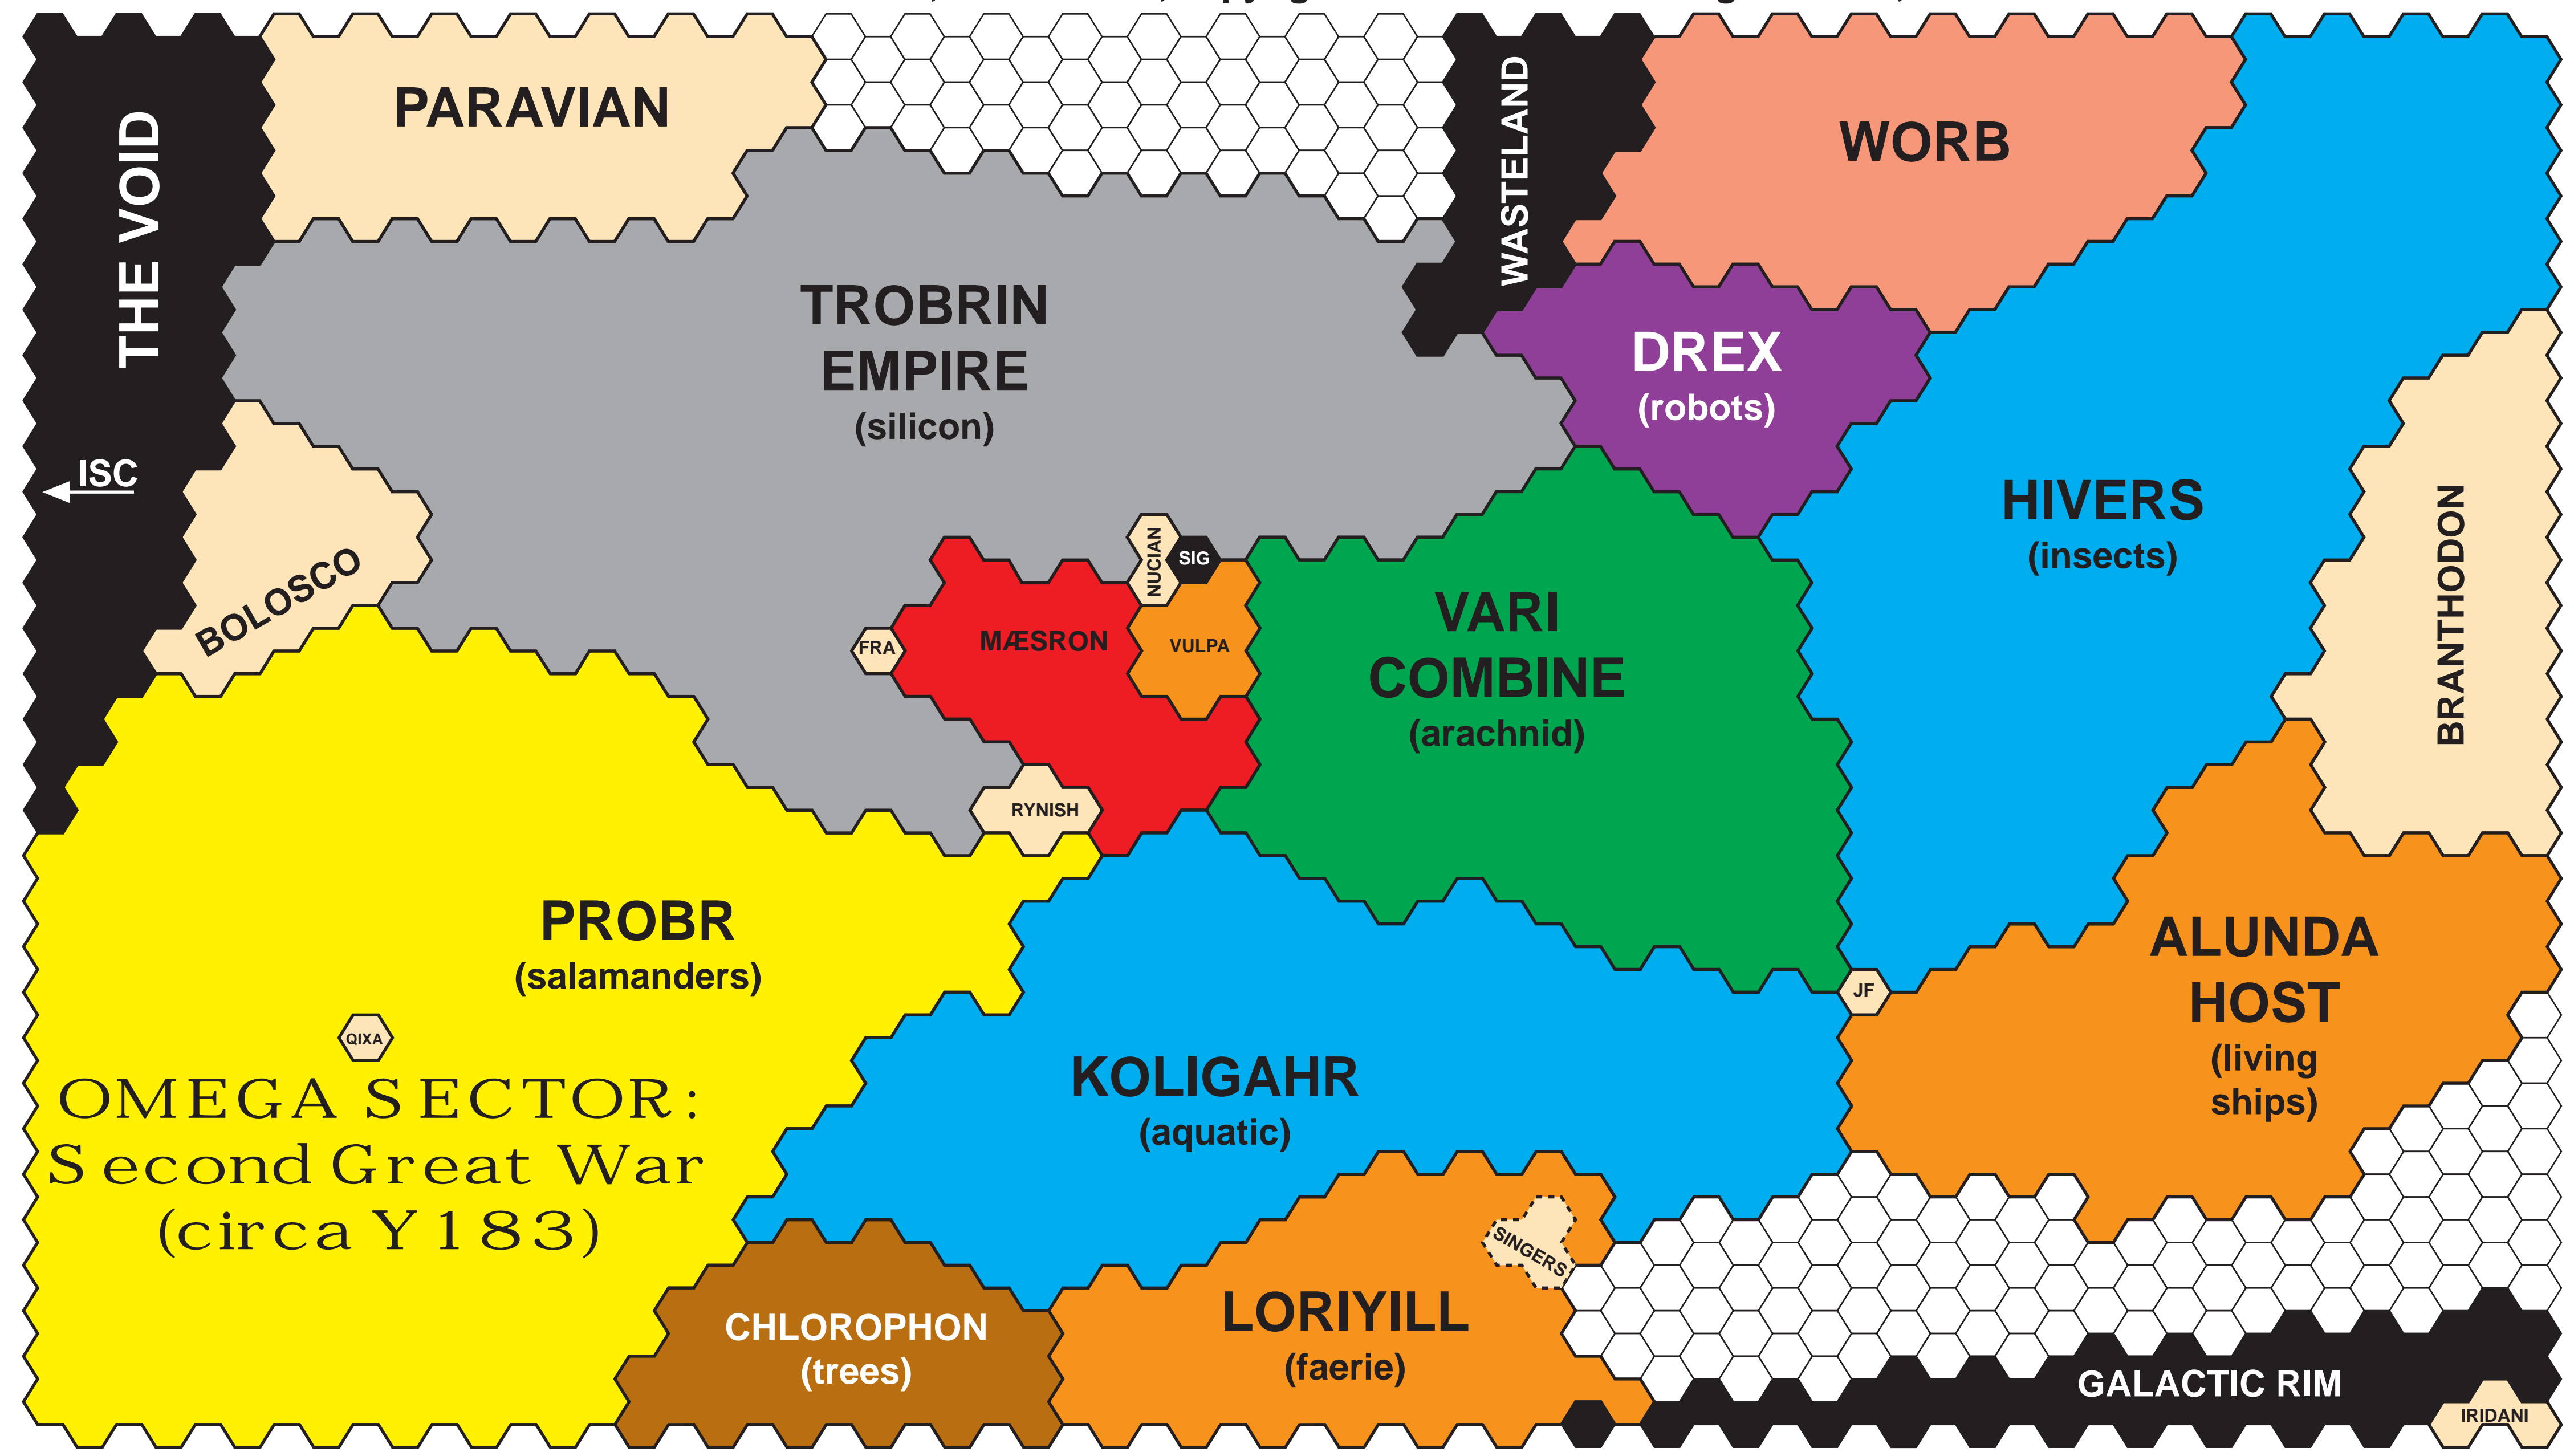 PARAVIAN
WASTELAND
WORB
THE VOID
TROBRIN
EMPIRE
(silicon)
DREX
(robots)
ISC
HIVERS
(insects)
BRANTHODON
BOLOSCO
NUCIAN
SIG
FRA
MÆSRON
VULPA
VARI
COMBINE
(arachnid)
RYNISH
PROBR
(salamanders)
ALUNDA
HOST
(living
ships)
JF
QIXA
KOLIGAHR
(aquatic)
OMEGA SECTOR:
Second Great War
(circa Y183)
SINGERS
CHLOROPHON
(trees)
LORIYILL
(faerie)
GALACTIC RIM
IRIDANI